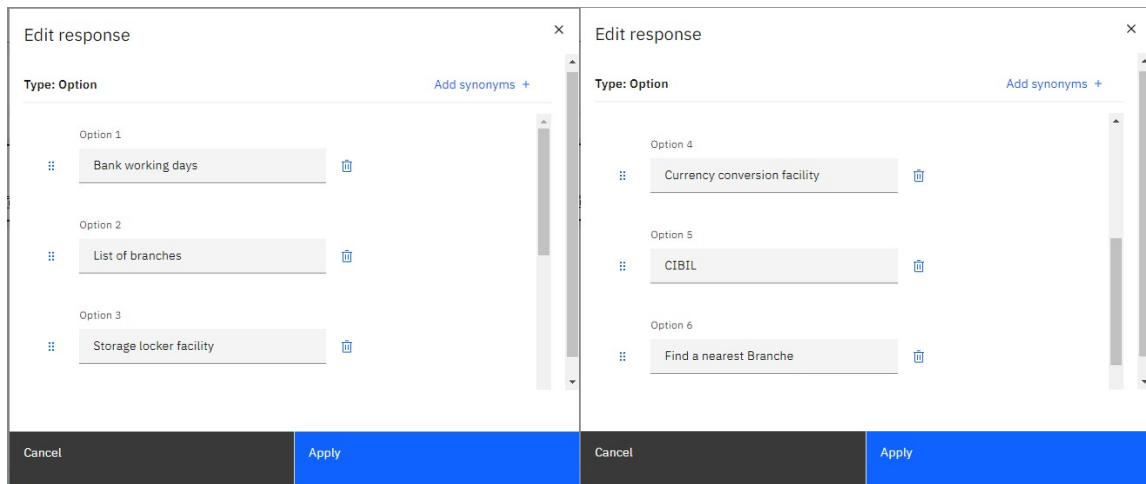 Edit response
Type: Option
Add synonyms +
Option 1
Bank working days
Option 2
List of branches
Option 3
Storage locker facility
Cancel
Apply
Edit response
Type: Option
Add synonyms +
Option 4
Currency conversion facility
Option 5
CIBIL
Option 6
Find a nearest Branche
Cancel
Apply